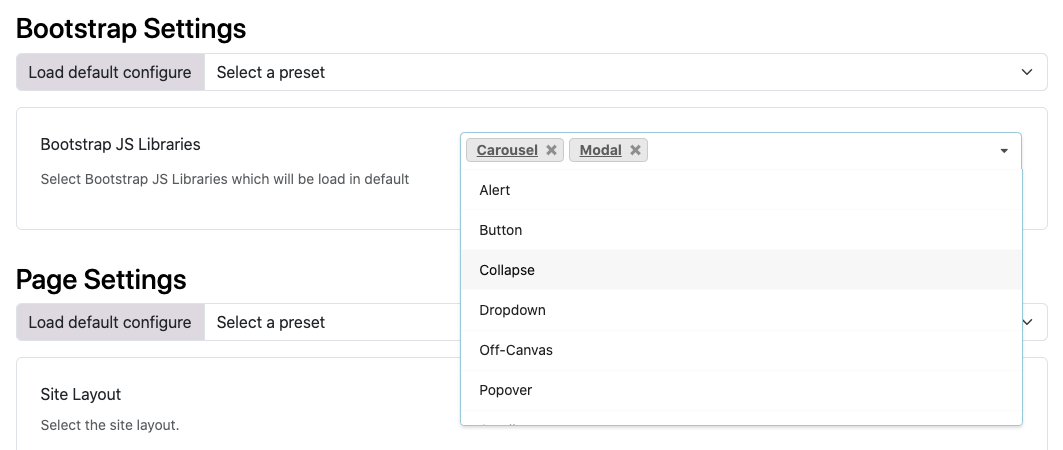 Bootstrap Settings
Load default configure Select a preset
Bootstrap JS Libraries
Select Bootstrap JS Libraries which will be load in default
Carousel Modal
Alert
Button
Collapse
Dropdown
Off-Canvas
Popover
Page Settings
Load default configure Select a preset
Site Layout
Select the site layout.